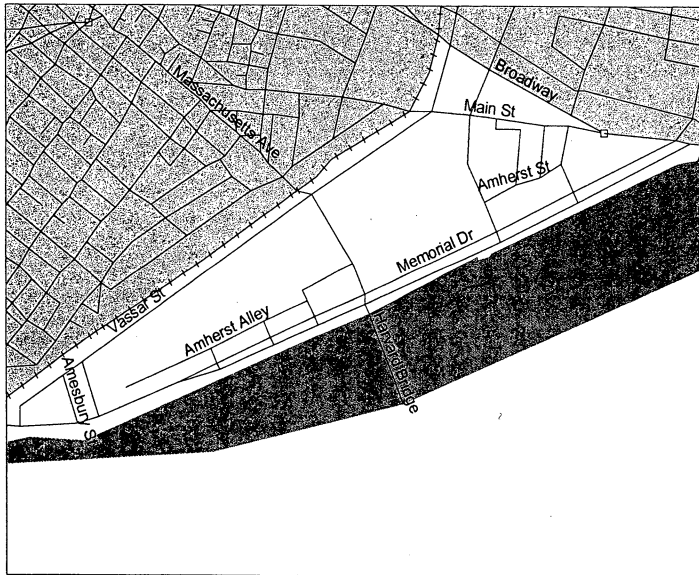 Broadway
Massachusetts Ave
Main St
Amherst St
Memorial Dr
Vassar St
Amherst Alley
Harvard Bridge
Amesbury St